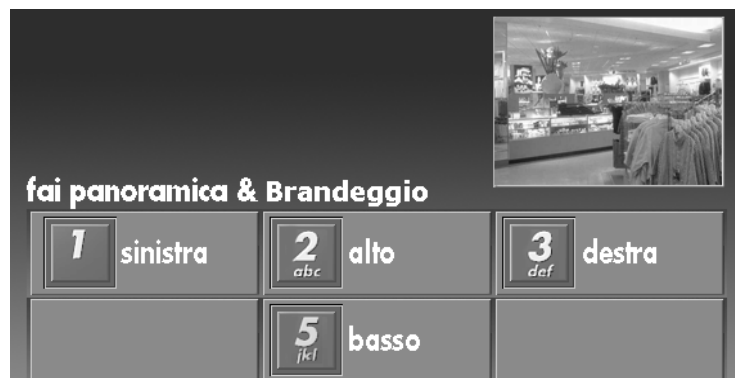 fai panoramica & Brandeggio
1 sinistra
2 abc alto
3 def destra
5 jkl basso